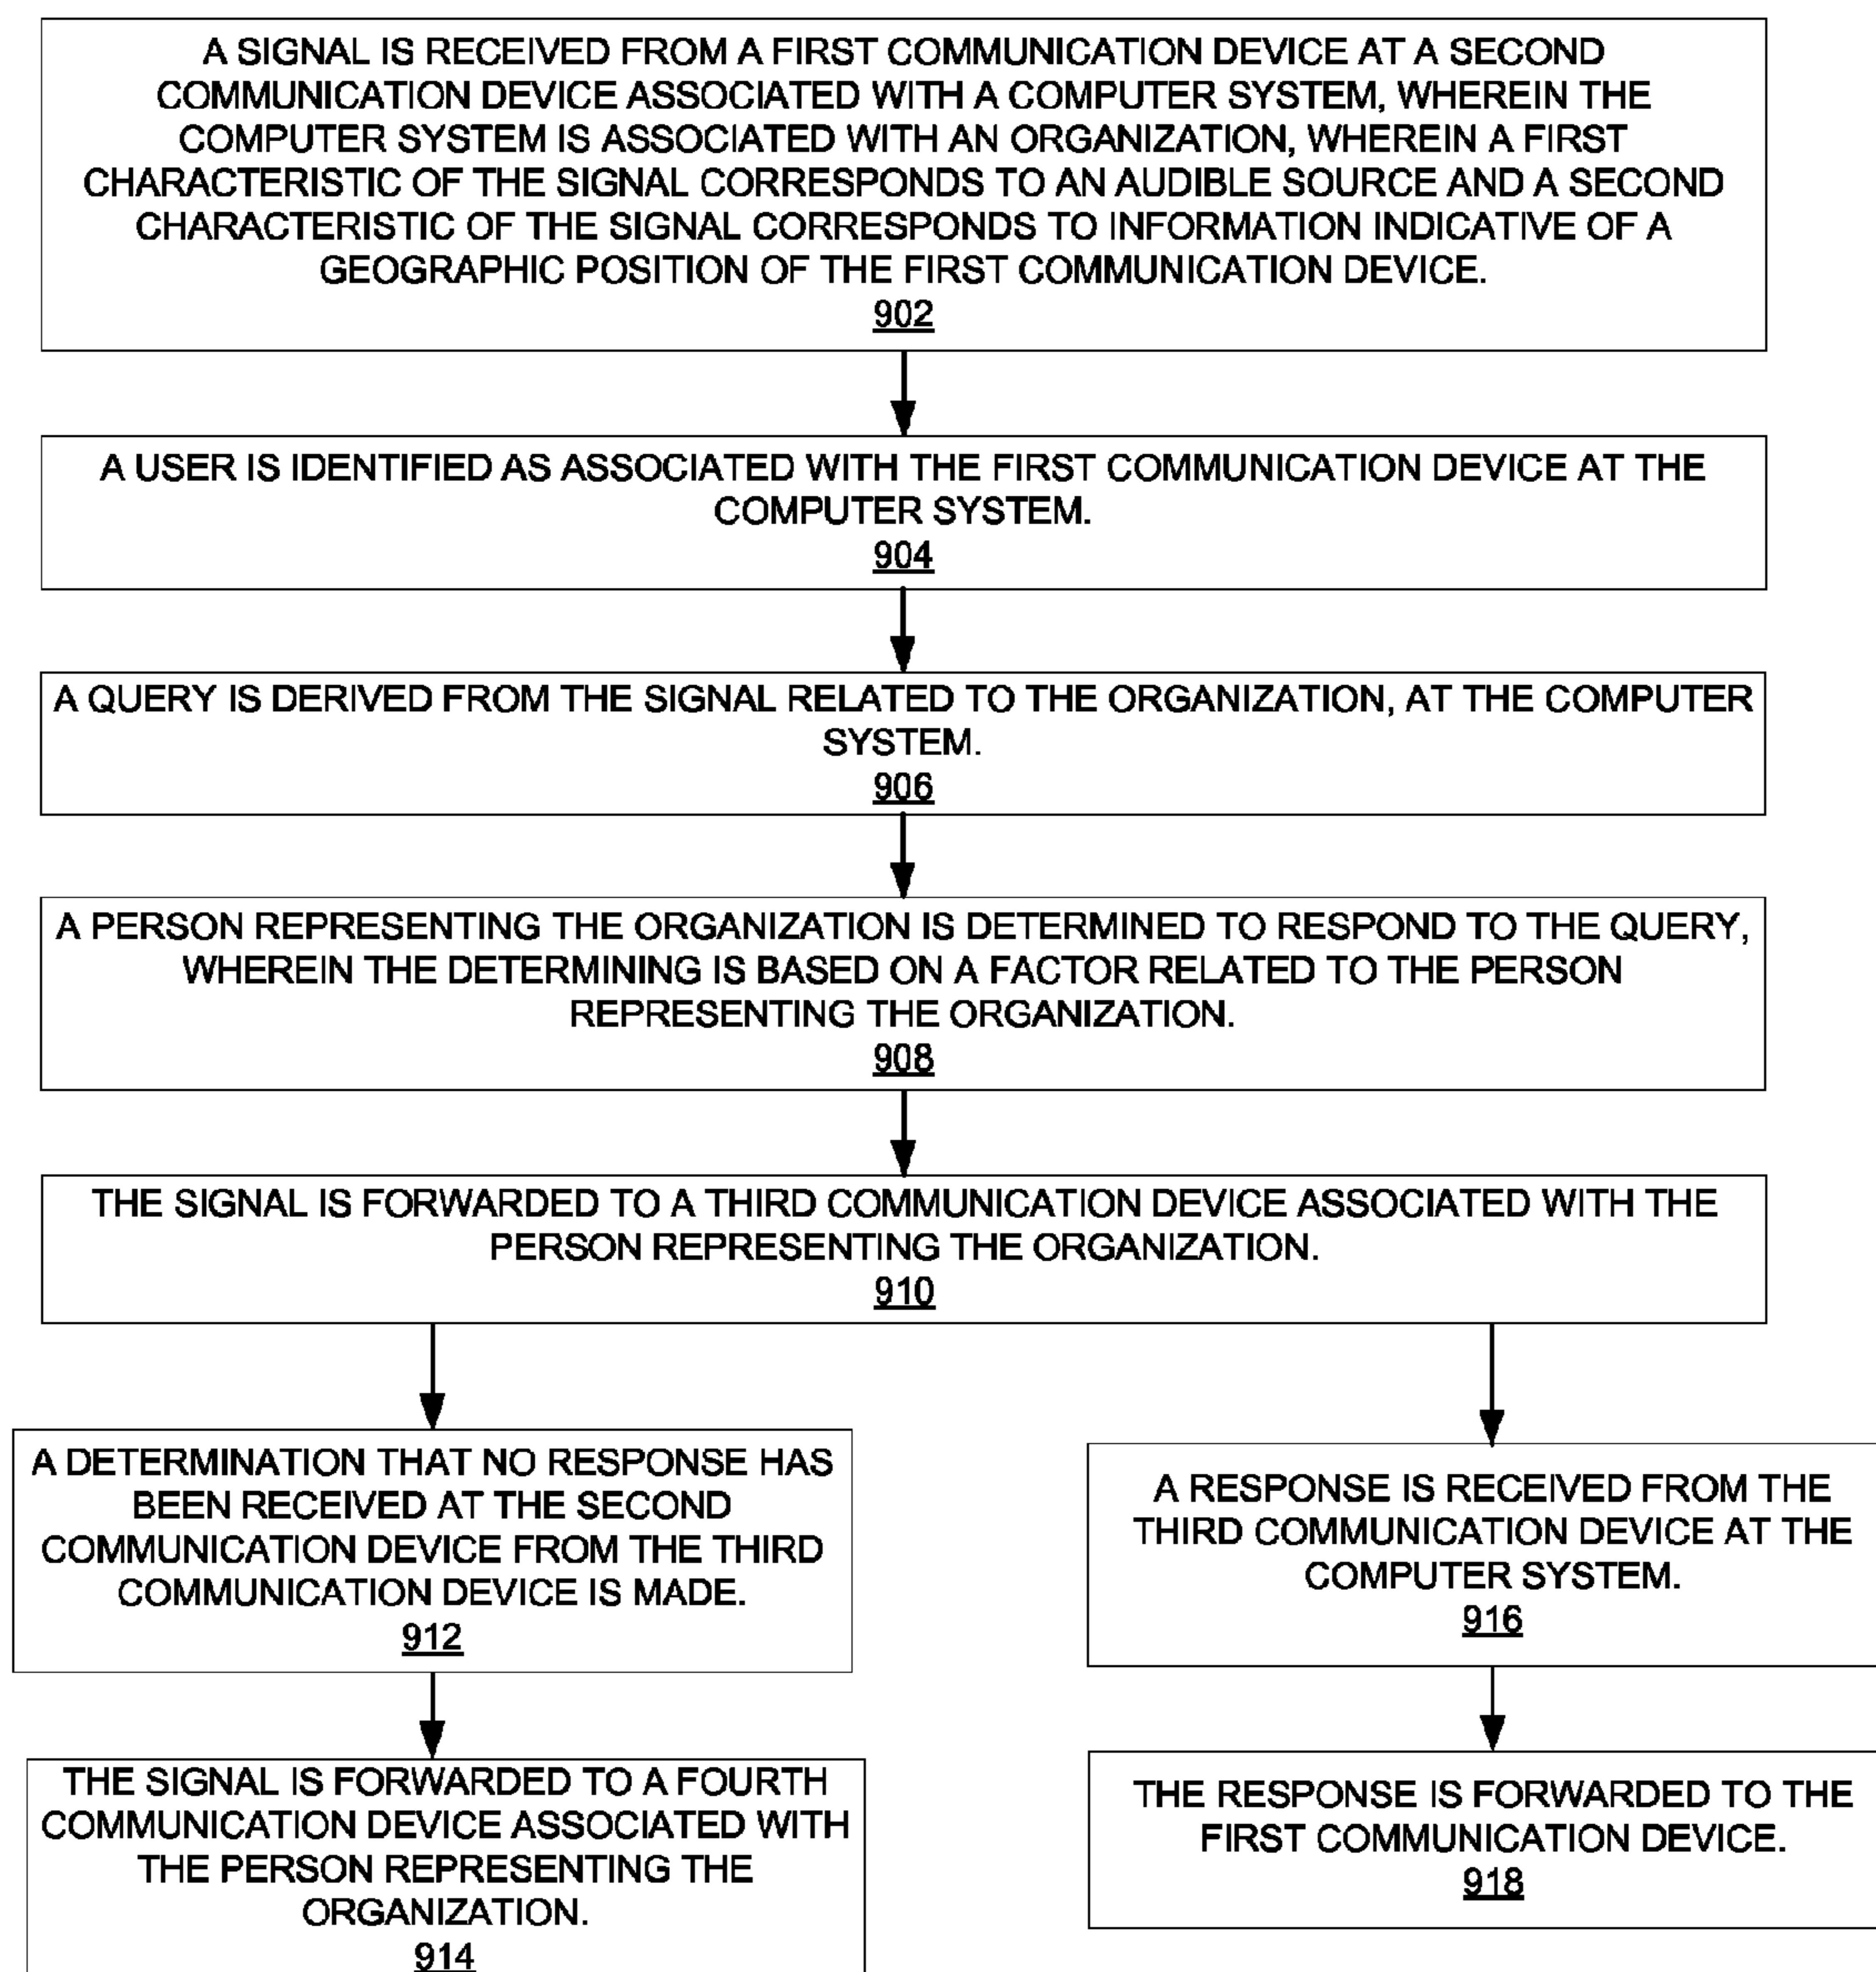 A SIGNAL IS RECEIVED FROM A FIRST COMMUNICATION DEVICE AT A SECOND
COMMUNICATION DEVICE ASSOCIATED WITH A COMPUTER SYSTEM, WHEREIN THE
COMPUTER SYSTEM IS ASSOCIATED WITH AN ORGANIZATION, WHEREIN A FIRST
CHARACTERISTIC OF THE SIGNAL CORRESPONDS TO AN AUDIBLE SOURCE AND A SECOND
CHARACTERISTIC OF THE SIGNAL CORRESPONDS TO INFORMATION INDICATIVE OF A
GEOGRAPHIC POSITION OF THE FIRST COMMUNICATION DEVICE.
902
A USER IS IDENTIFIED AS ASSOCIATED WITH THE FIRST COMMUNICATION DEVICE AT THE
COMPUTER SYSTEM.
904
A QUERY IS DERIVED FROM THE SIGNAL RELATED TO THE ORGANIZATION, AT THE COMPUTER
SYSTEM.
906
A PERSON REPRESENTING THE ORGANIZATION IS DETERMINED TO RESPOND TO THE QUERY,
WHEREIN THE DETERMINING IS BASED ON A FACTOR RELATED TO THE PERSON
REPRESENTING THE ORGANIZATION.
908
THE SIGNAL IS FORWARDED TO A THIRD COMMUNICATION DEVICE ASSOCIATED WITH THE
PERSON REPRESENTING THE ORGANIZATION.
910
A DETERMINATION THAT NO RESPONSE HAS
BEEN RECEIVED AT THE SECOND
COMMUNICATION DEVICE FROM THE THIRD
COMMUNICATION DEVICE IS MADE.
912
THE SIGNAL IS FORWARDED TO A FOURTH
COMMUNICATION DEVICE ASSOCIATED WITH
THE PERSON REPRESENTING THE
ORGANIZATION.
914
A RESPONSE IS RECEIVED FROM THE
THIRD COMMUNICATION DEVICE AT THE
COMPUTER SYSTEM.
916
THE RESPONSE IS FORWARDED TO THE
FIRST COMMUNICATION DEVICE.
918